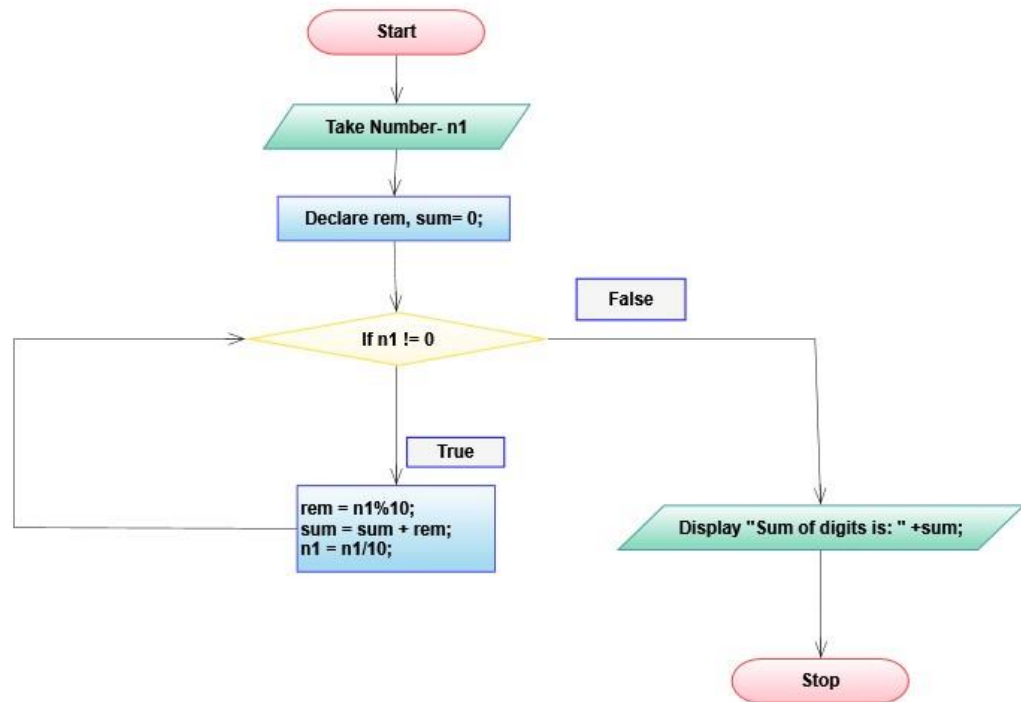 Start
Take Number- n1
Declare rem, sum= 0;
False
If n1 != 0
True
rem = n1%10;
sum = sum + rem;
n1 = n1/10;
Display "Sum of digits is: " +sum;
Stop